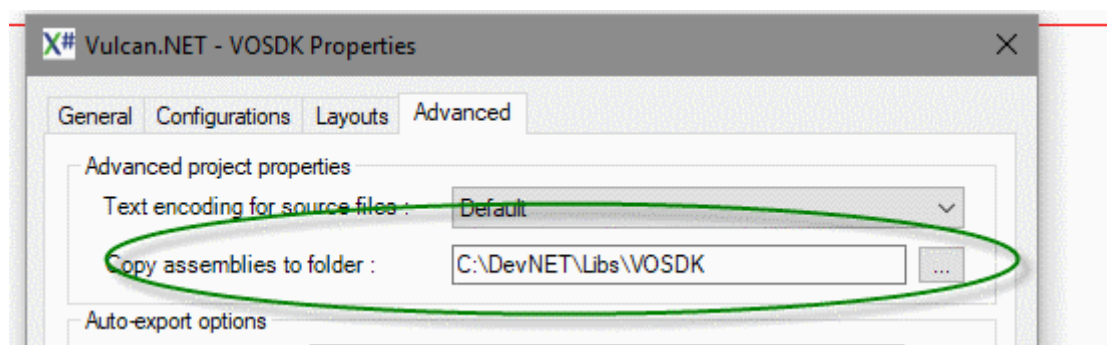 X# Vulcan.NET - VOSDK Properties
General Configurations Layouts Advanced
Advanced project properties
Text encoding for source files : Default
Copy assemblies to folder : C:\DevNET\Libs\VOSDK ...
Auto-export options